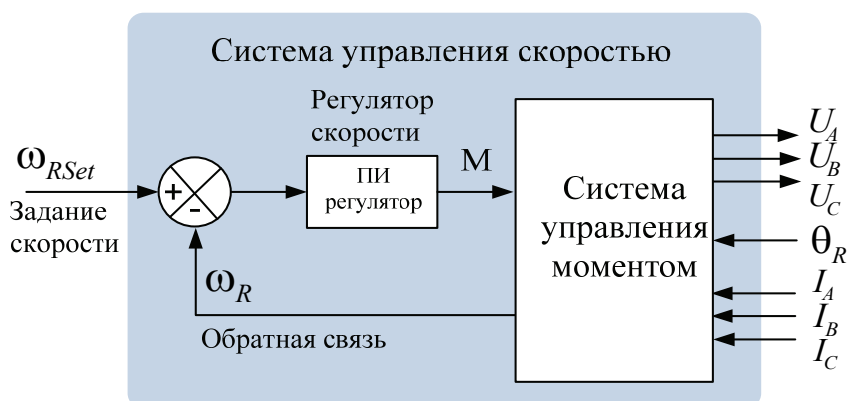 Система управления скоростью
Регулятор
скорости
ω_RSet
Задание
скорости
+
-
ПИ
регулятор
M
Система
управления
моментом
U_A
U_B
U_C
θ_R
I_A
I_B
I_C
ω_R
Обратная связь